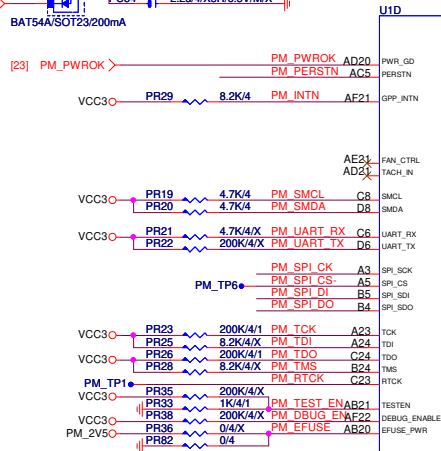 U1D
BAT54A/SOT23/200mA
[23] PM_PWROK PM_PWROK AD20 PWR_GD
PM_PERSTN AC5 PERSTN
VCC3 PR29 8.2K/4 PM_INTN AF21 GPP_INTN
AE21 FAN_CTRL
AD21 TACH_IN
VCC3 PR19 4.7K/4 PM_SMCL C8 SMCL
PR20 4.7K/4 PM_SMDA D8 SMDA
VCC3 PR21 4.7K/4/X PM_UART_RX C6 UART_RX
PR22 200K/4/X PM_UART_TX D6 UART_TX
PM_SPI_CK A3 SPI_SCK
PM_TP6 PM_SPI_CS- A5 SPI_CS
PM_SPI_DI B5 SPI_SDI
PM_SPI_DO B4 SPI_SDO
VCC3 PR23 200K/4/1 PM_TCK A23 TCK
PR25 8.2K/4/X PM_TDI A24 TDI
VCC3 PR26 200K/4/1 PM_TDO C24 TDO
PR28 8.2K/4/X PM_TMS B24 TMS
PM_TP1 PM_RTCK C23 RTCK
VCC3 PR35 200K/4/X
PR33 1K/4/1 PM_TEST_EN AB21 TESTEN
VCC3 PR38 200K/4/X PM_DBUG_EN AF22 DEBUG_ENABLE
PM_2V5 PR36 0/4/X PM_EFUSE AB20 EFUSE_PWR
PR82 0/4